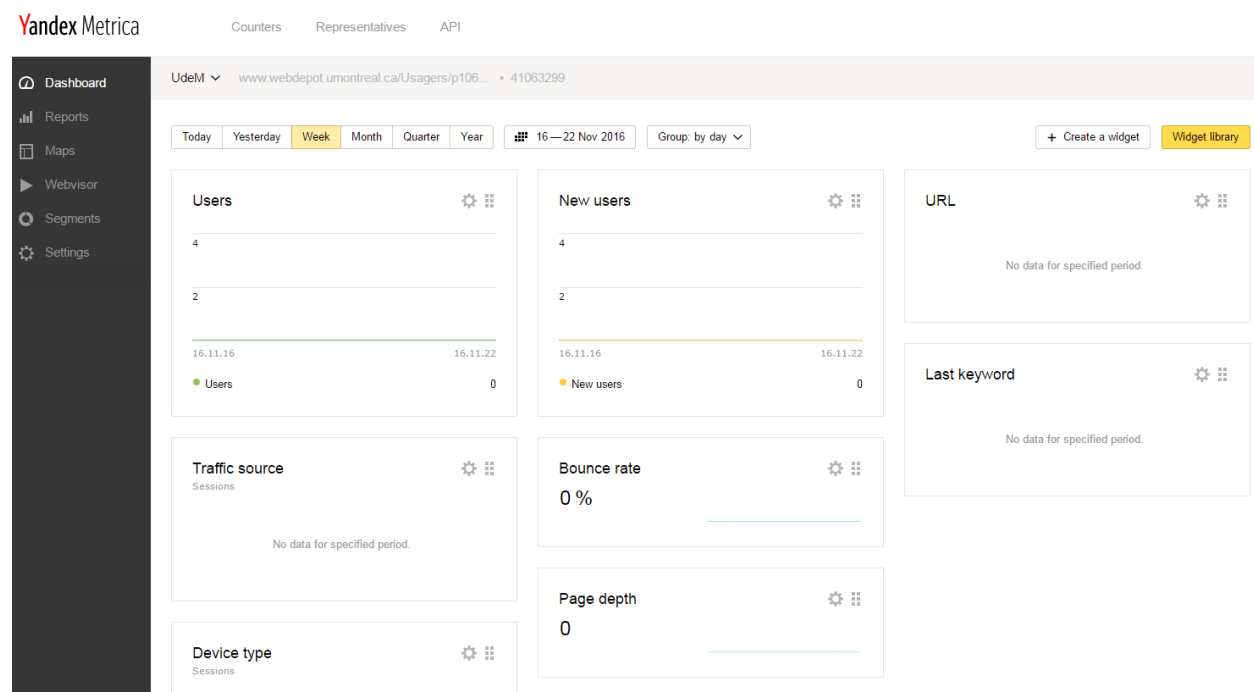 Yandex Metrica
Counters Representatives API
Dashboard
Reports
Maps
Webvisor
Segments
Settings
UdeM www.webdepot.umontreal.ca/Usagers/p106... • 41063299
Today Yesterday Week Month Quarter Year 16 — 22 Nov 2016 Group: by day + Create a widget Widget library
Users
4
2
16.11.16 16.11.22
Users 0
New users
4
2
16.11.16 16.11.22
New users 0
URL
No data for specified period.
Last keyword
No data for specified period.
Traffic source
Sessions
No data for specified period.
Bounce rate
0 %
Page depth
0
Device type
Sessions